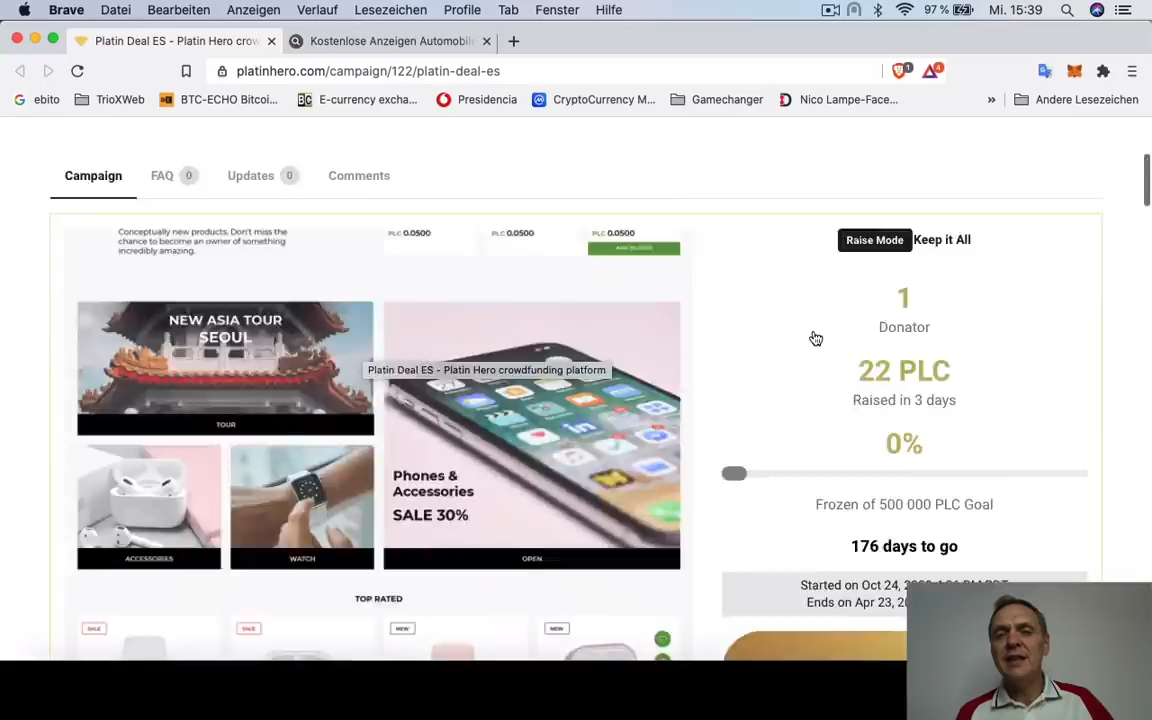 Brave Datei Bearbeiten Anzeigen Verlauf Lesezeichen Profile Tab Fenster Hilfe 97 % Mi. 15:39
Platin Deal ES - Platin Hero crow
Kostenlose Anzeigen Automobile
platinhero.com/campaign/122/platin-deal-es
1 4
ebito TrioXWeb BTC-ECHO Bitcoi... E-currency excha... Presidencia CryptoCurrency M... Gamechanger Nico Lampe-Face... » Andere Lesezeichen
Campaign FAQ 0 Updates 0 Comments
Conceptually new products. Don't miss the
chance to become an owner of something
incredibly amazing.
PLC 0.0500 PLC 0.0500 PLC 0.0500
NEW ASIA TOUR
SEOUL
TOUR
Platin Deal ES - Platin Hero crowdfunding platform
Phones &
Accessories
SALE 30%
ACCESSORIES WATCH OPEN
TOP RATED
SALE SALE NEW NEW
Raise Mode Keep it All
1
Donator
22 PLC
Raised in 3 days
0%
Frozen of 500 000 PLC Goal
176 days to go
Started on Oct 24,
Ends on Apr 23,